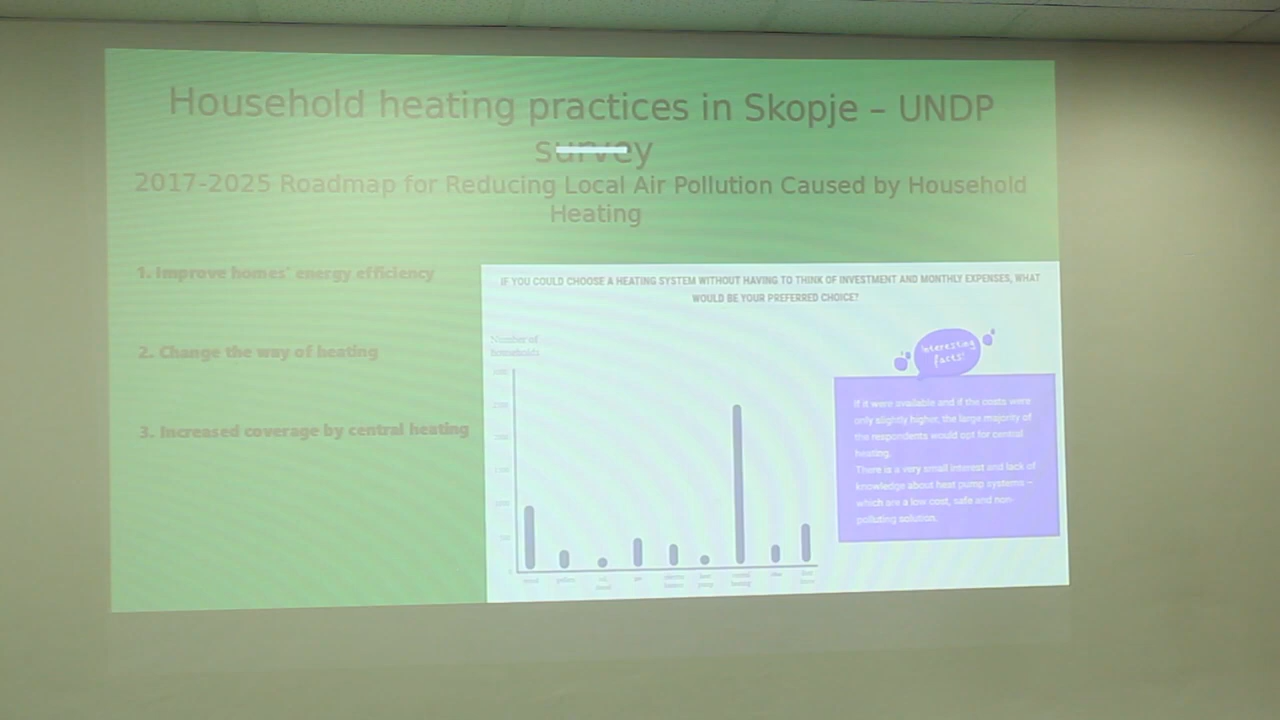 Household heating practices in Skopje – UNDP
survey
2017-2025 Roadmap for Reducing Local Air Pollution Caused by Household
Heating
1. Improve homes' energy efficiency
2. Change the way of heating
3. Increased coverage by central heating
IF YOU COULD CHOOSE A HEATING SYSTEM WITHOUT HAVING TO THINK OF INVESTMENT AND MONTHLY EXPENSES, WHAT
WOULD BE YOUR PREFERRED CHOICE?
Number of
households
Interesting
facts!
If it were available and if the costs were
only slightly higher, the large majority of
the respondents would opt for central
heating.
There is a very small interest and lack of
knowledge about heat pump systems –
which are a low cost, safe and non-
polluting solution.
wood
pellets
electric
heaters
heat
pump
central
heating
other